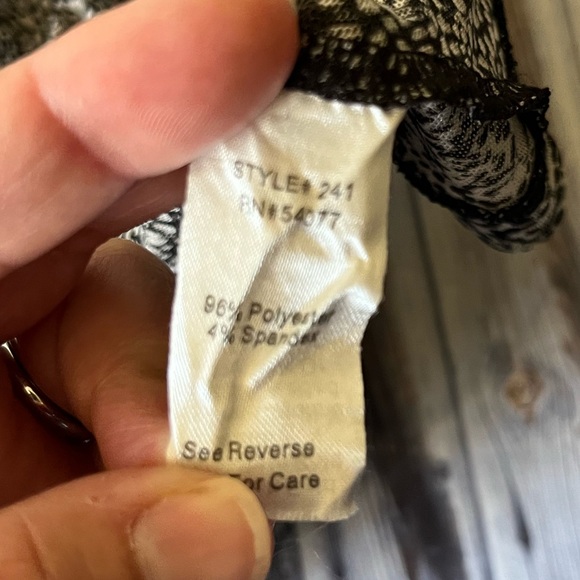 STYLE# 241
RN# 54077
96% Polyester
4% Spandex
See Reverse
For Care